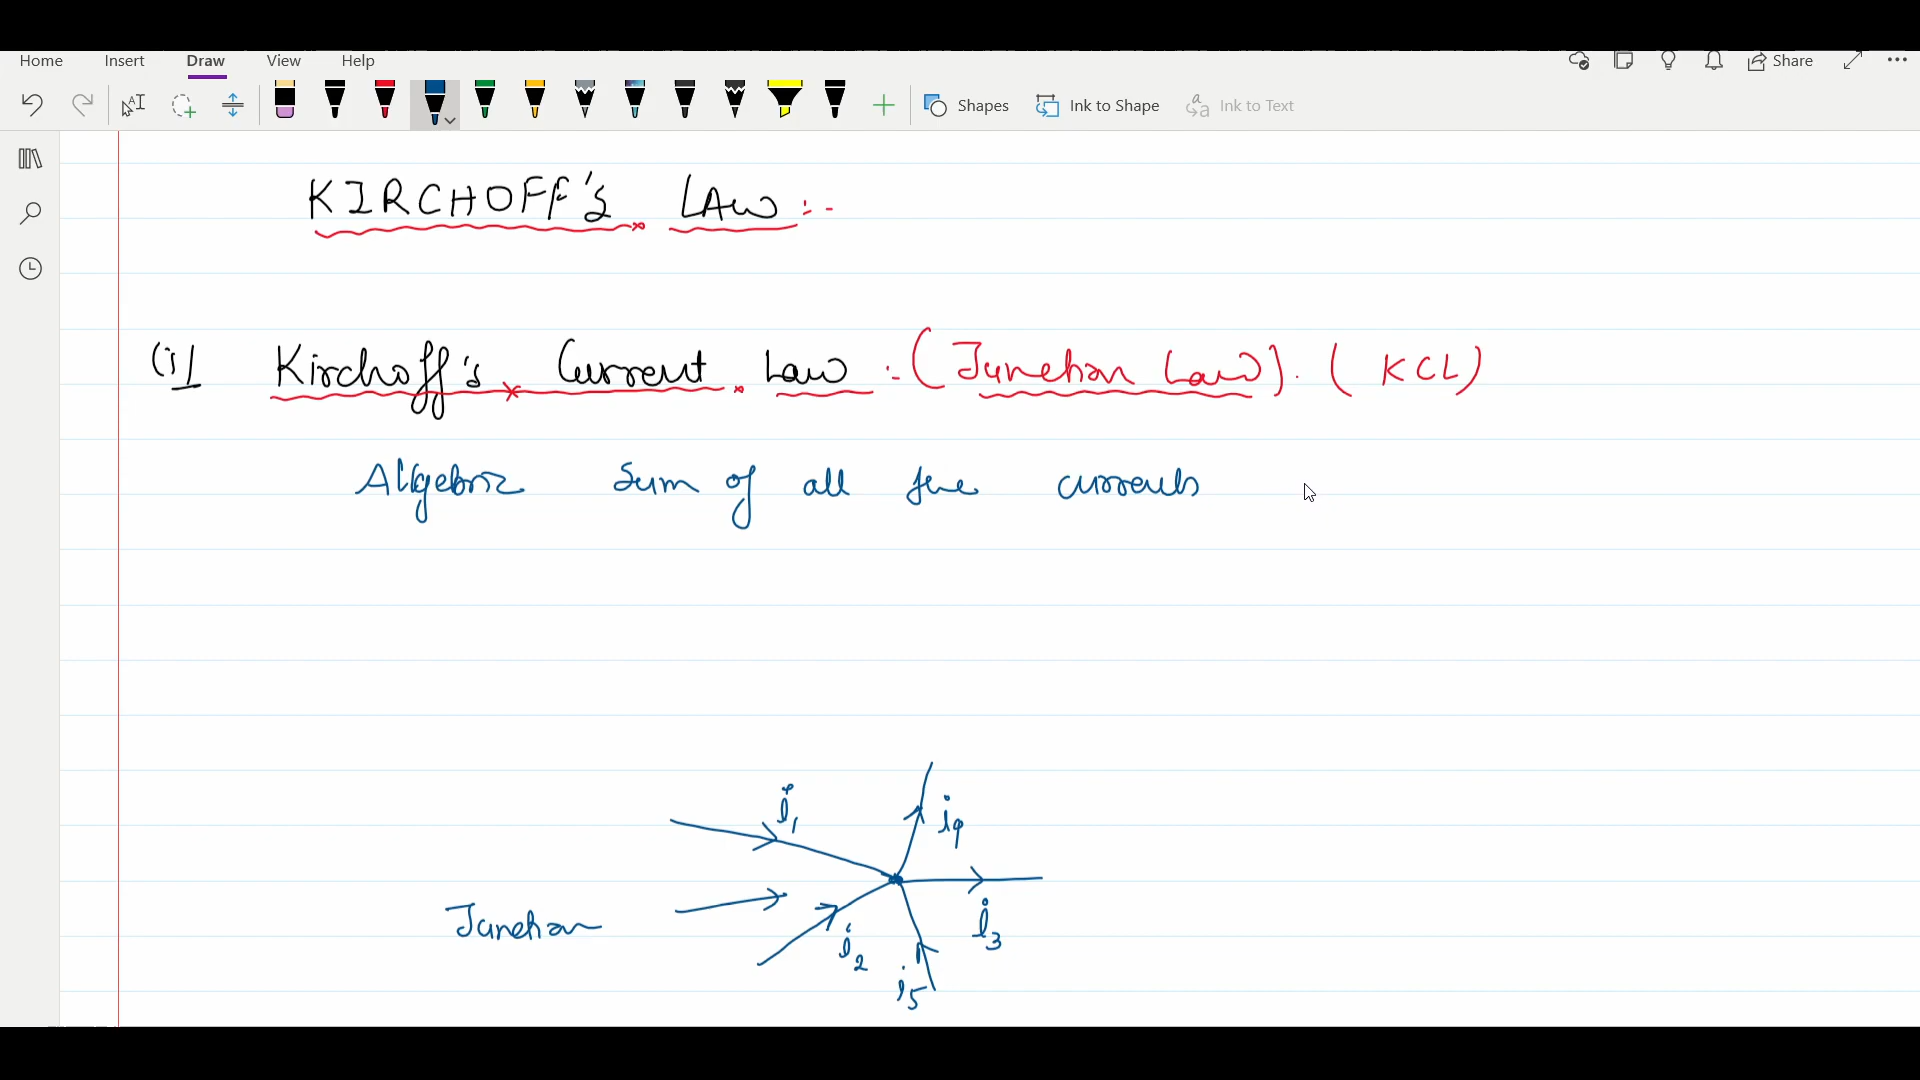 Home Insert Draw View Help Share
Shapes Ink to Shape Ink to Text
KIRCHOFF'S LAW :-
(i) Kirchoff's Current Law :- (Junction Law). (KCL)
Algebric Sum of all the currents
i1
i4
Junction
i2
i3
i5